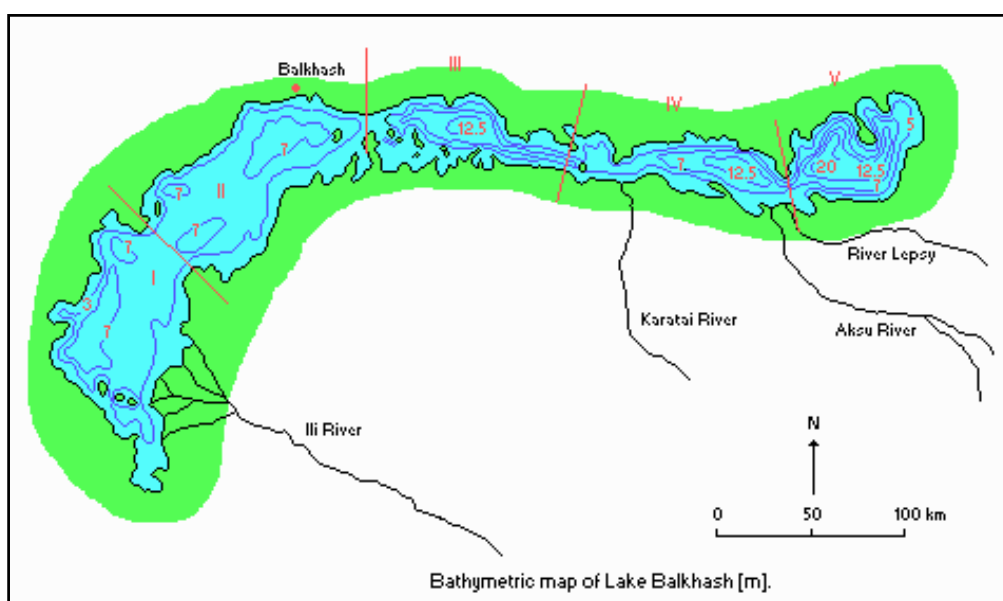 Balkhash
III
IV
V
12.5
5
7
7
12.5
20
12.5
7
7
II
7
7
I
3
7
River Lepsy
Karatai River
Aksu River
Ili River
N
0 50 100 km
Bathymetric map of Lake Balkhash [m].